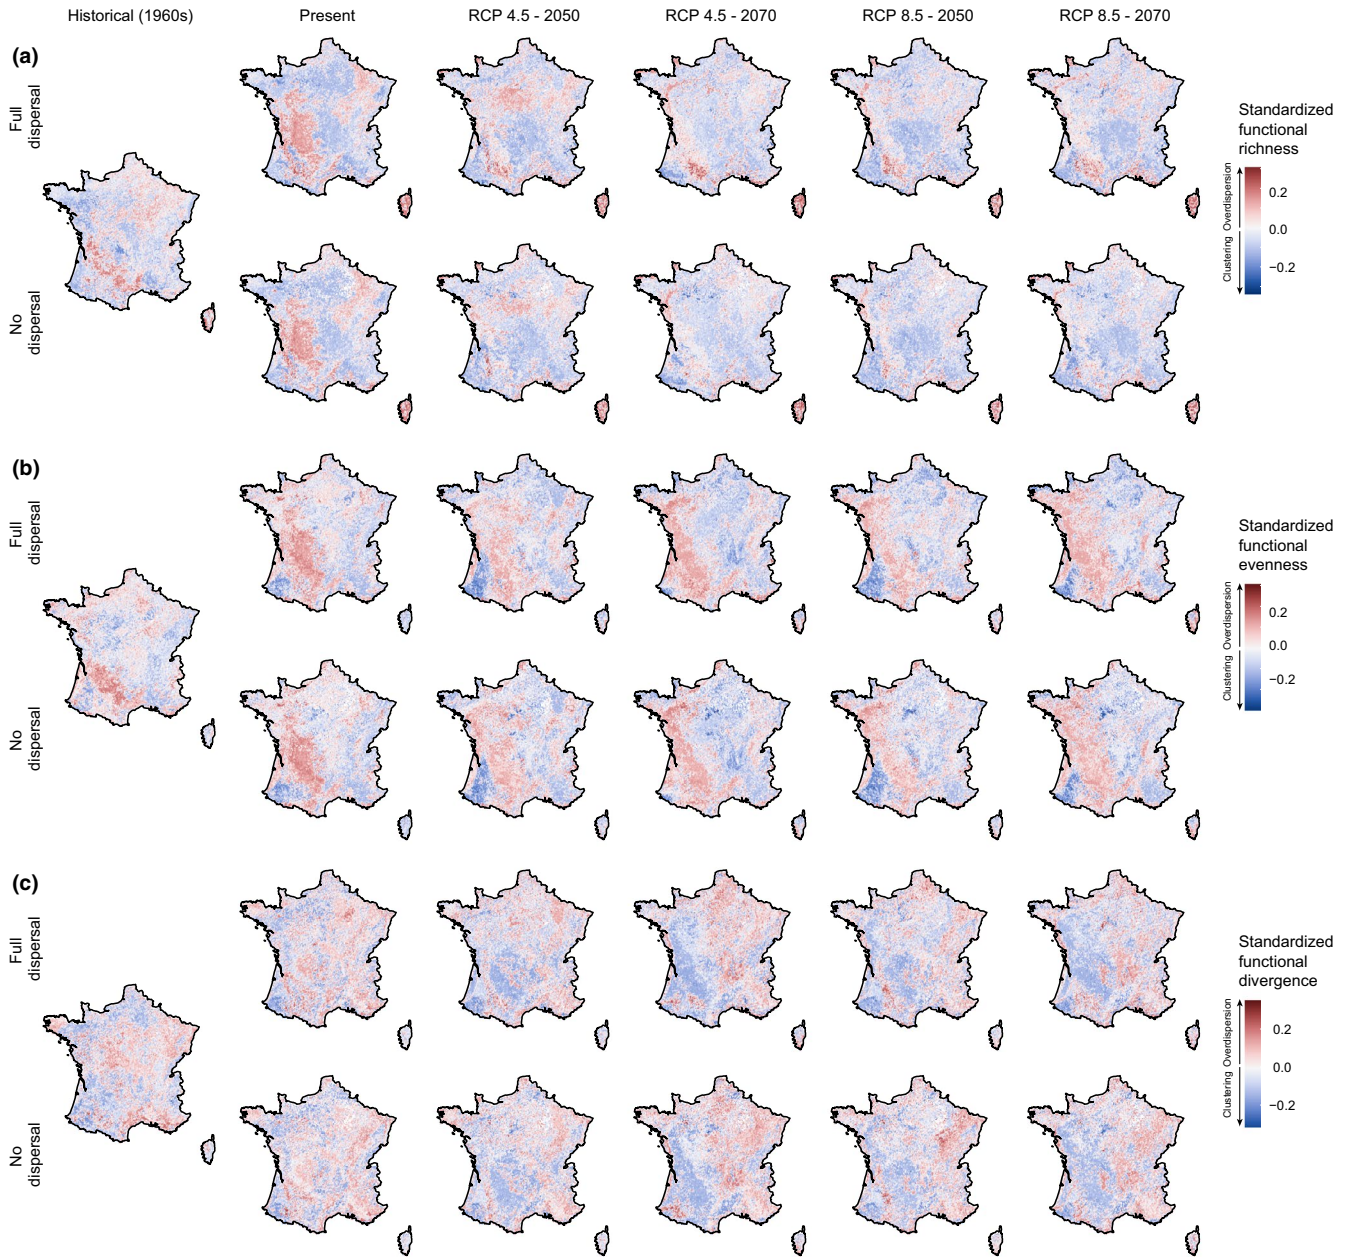 Historical (1960s) Present RCP 4.5 - 2050 RCP 4.5 - 2070 RCP 8.5 - 2050 RCP 8.5 - 2070
(a)
Full
dispersal
No
dispersal
Standardized
functional
richness
Overdispersion
Clustering
0.2
0.0
−0.2
(b)
Full
dispersal
No
dispersal
Standardized
functional
evenness
Overdispersion
Clustering
0.2
0.0
−0.2
(c)
Full
dispersal
No
dispersal
Standardized
functional
divergence
Overdispersion
Clustering
0.2
0.0
−0.2